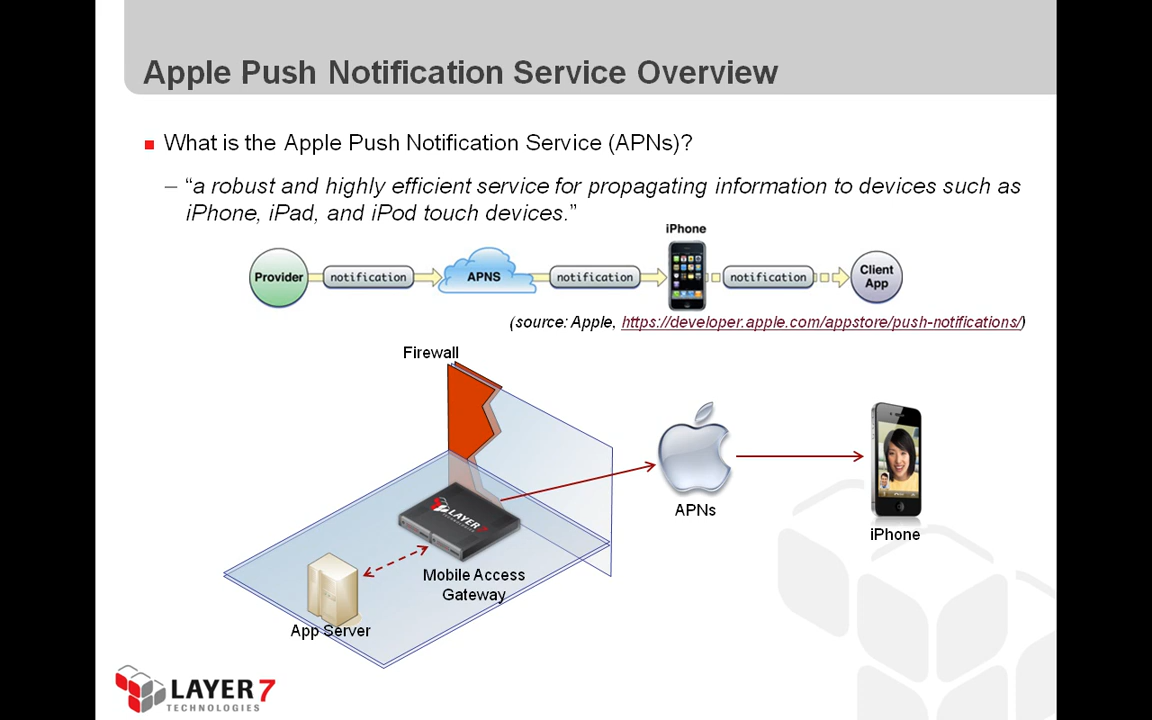 Apple Push Notification Service Overview
What is the Apple Push Notification Service (APNs)?
– “a robust and highly efficient service for propagating information to devices such as
iPhone, iPad, and iPod touch devices.”
iPhone
Provider
notification
APNS
notification
notification
Client
App
(source: Apple, https://developer.apple.com/appstore/push-notifications/)
Firewall
LAYER 7
APNs
iPhone
Mobile Access
Gateway
App Server
LAYER 7
TECHNOLOGIES